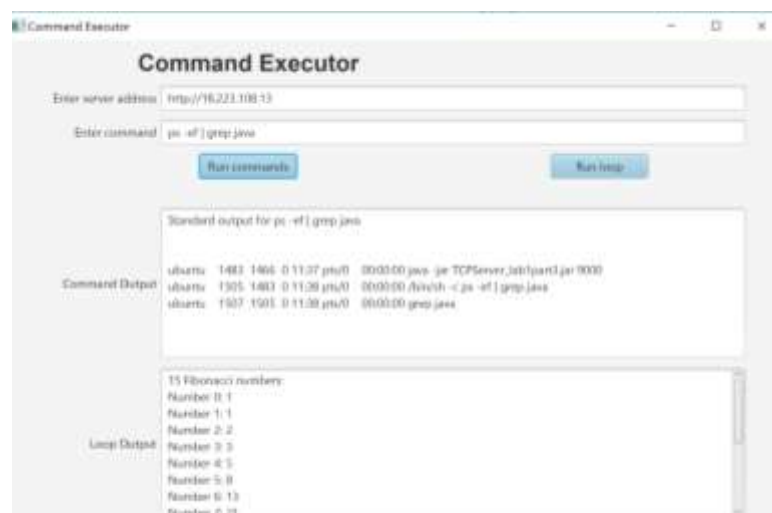 Command Executor
Command Executor
Enter server address http://16.223.108.13
Enter command ps -ef | grep java
Run commands Run loop
Standard output for ps -ef | grep java
ubuntu 1483 1466 0 11:37 pts/0 00:00:00 java -jar TCPServer_lab1part3.jar 9000
Command Output
ubuntu 1505 1483 0 11:38 pts/0 00:00:00 /bin/sh -c ps -ef | grep java
ubuntu 1507 1505 0 11:38 pts/0 00:00:00 grep java
15 Fibonacci numbers:
Number 0: 1
Number 1: 1
Number 2: 2
Number 3: 3
Loop Output
Number 4: 5
Number 5: 8
Number 6: 13